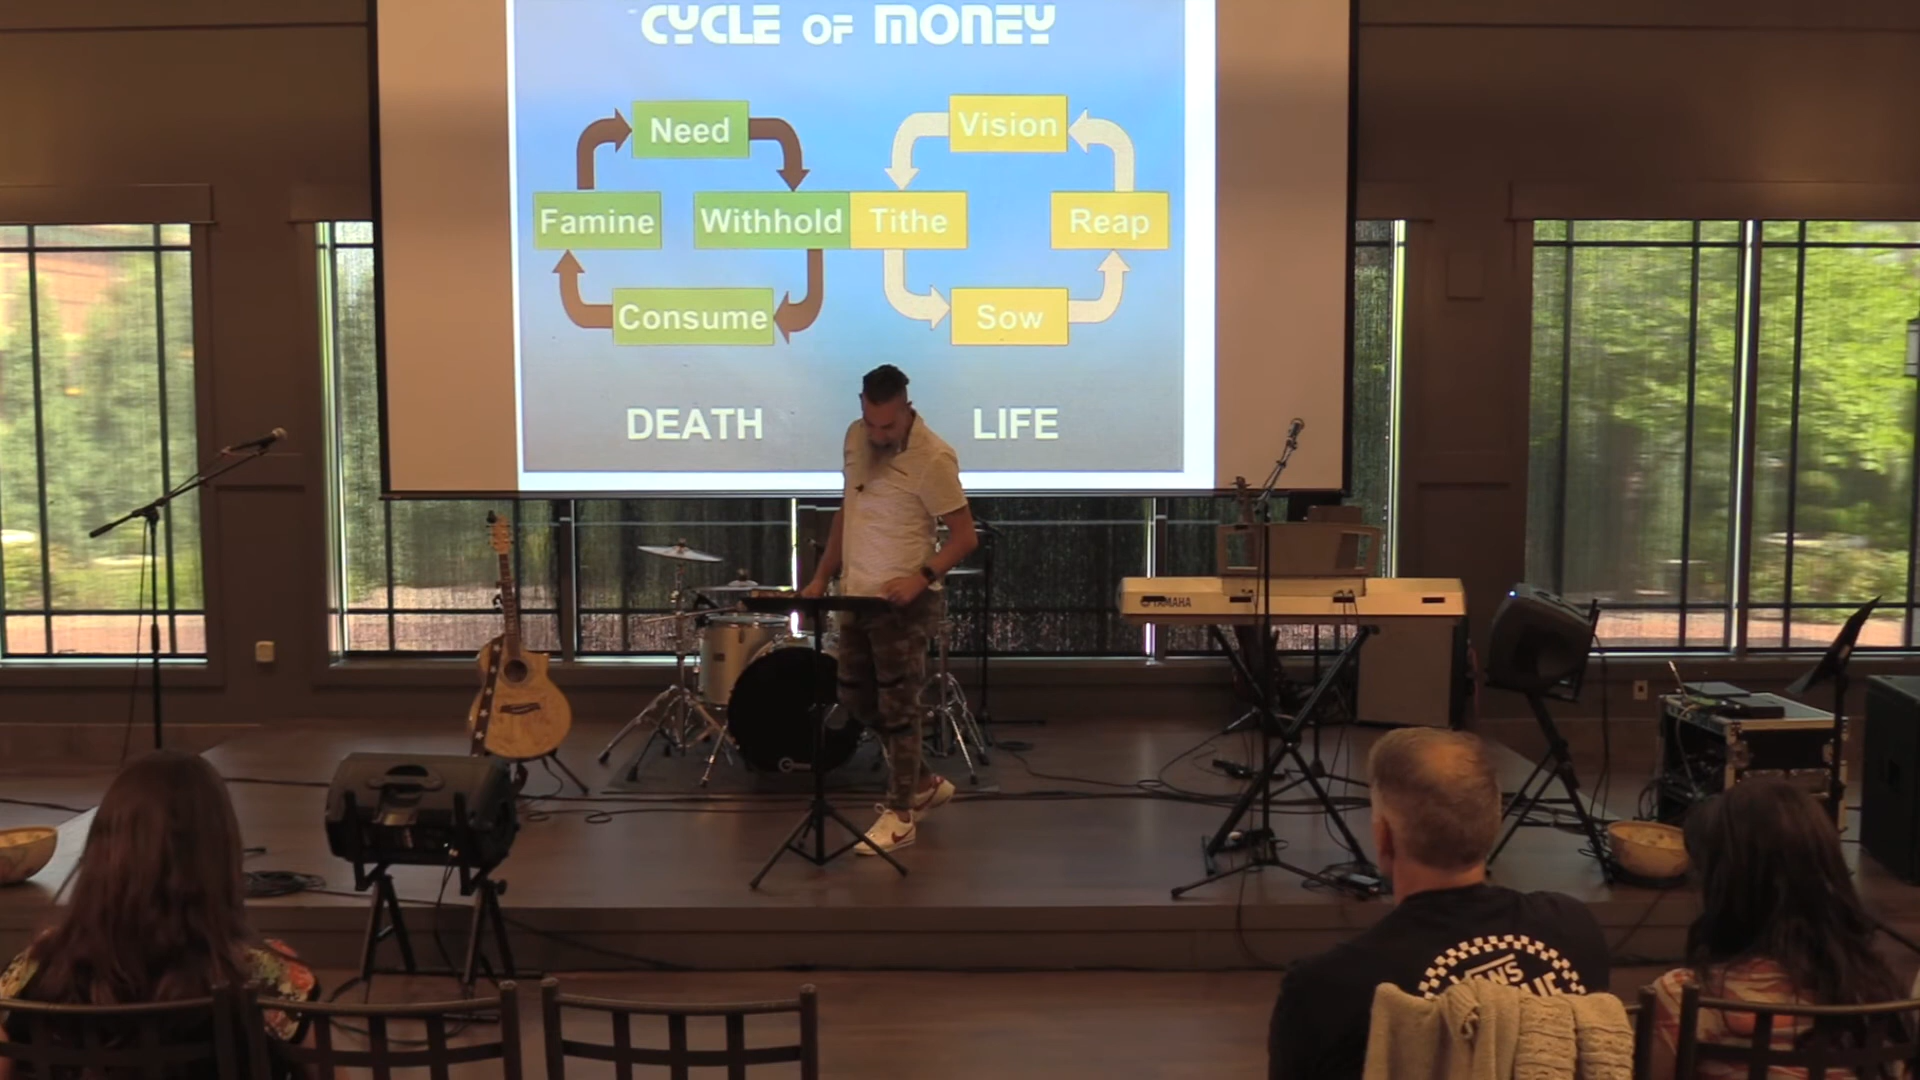 CYCLE OF MONEY
Need
Vision
Famine
Withhold
Tithe
Reap
Consume
Sow
DEATH
LIFE
YAMAHA